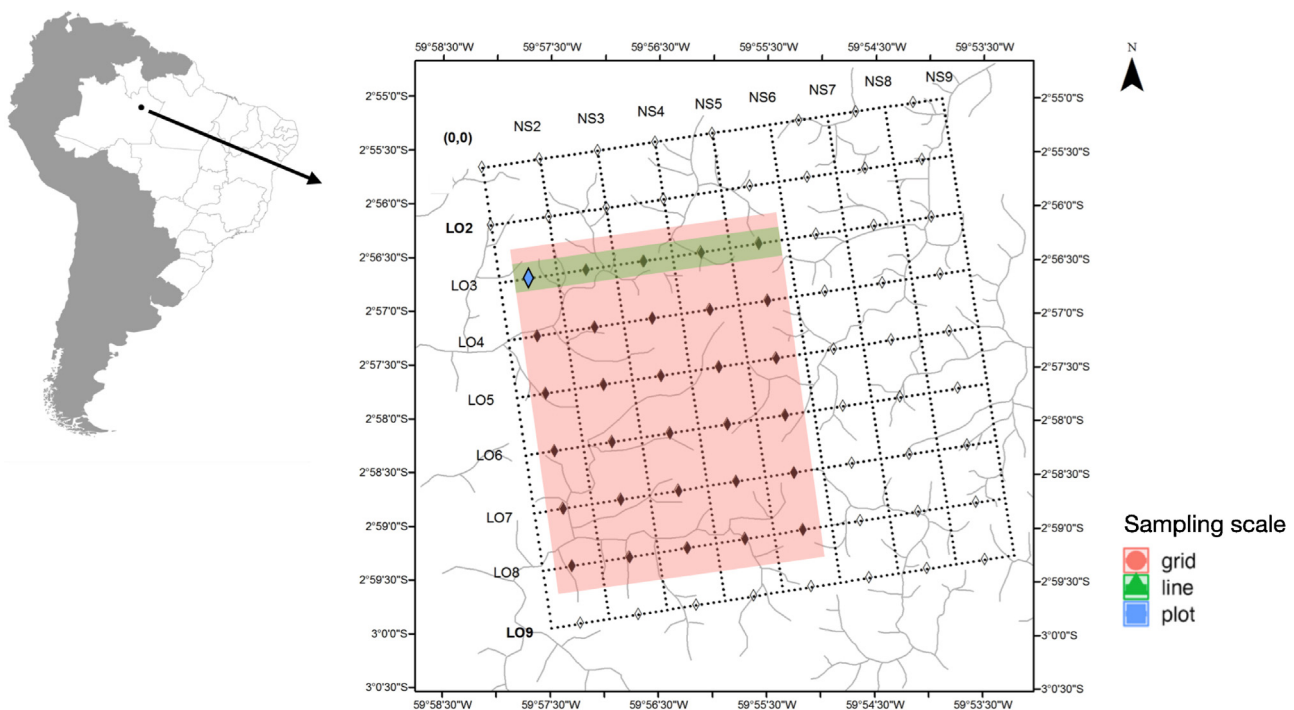 59°58'30"W 59°57'30"W 59°56'30"W 59°55'30"W 59°54'30"W 59°53'30"W
N
NS2 NS3 NS4 NS5 NS6 NS7 NS8 NS9
(0,0)
LO2
LO3
LO4
LO5
LO6
LO7
LO8
LO9
2°55'0"S 2°55'0"S
2°55'30"S 2°55'30"S
2°56'0"S 2°56'0"S
2°56'30"S 2°56'30"S
2°57'0"S 2°57'0"S
2°57'30"S 2°57'30"S
2°58'0"S 2°58'0"S
2°58'30"S 2°58'30"S
2°59'0"S 2°59'0"S
2°59'30"S 2°59'30"S
3°0'0"S 3°0'0"S
3°0'30"S 3°0'30"S
59°58'30"W 59°57'30"W 59°56'30"W 59°55'30"W 59°54'30"W 59°53'30"W
Sampling scale
grid
line
plot